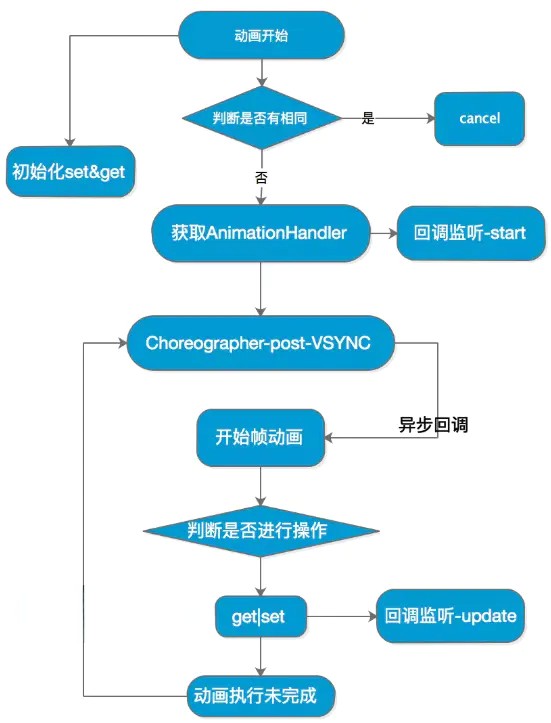 动画开始
判断是否有相同
是
cancel
初始化set&get
否
获取AnimationHandler
回调监听-start
Choreographer-post-VSYNC
异步回调
开始帧动画
判断是否进行操作
get|set
回调监听-update
动画执行未完成